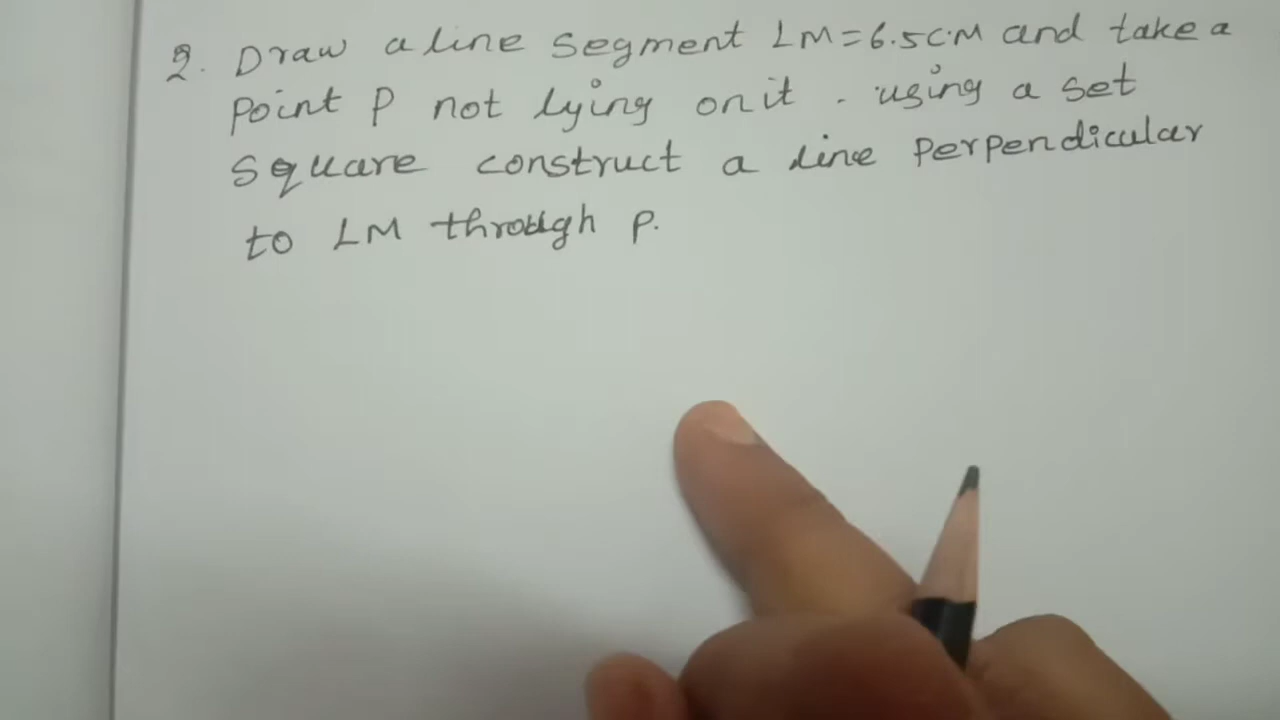 2. Draw a line segment LM=6.5CM and take a
point P not lying on it. using a set
square construct a line perpendicular
to LM through P.